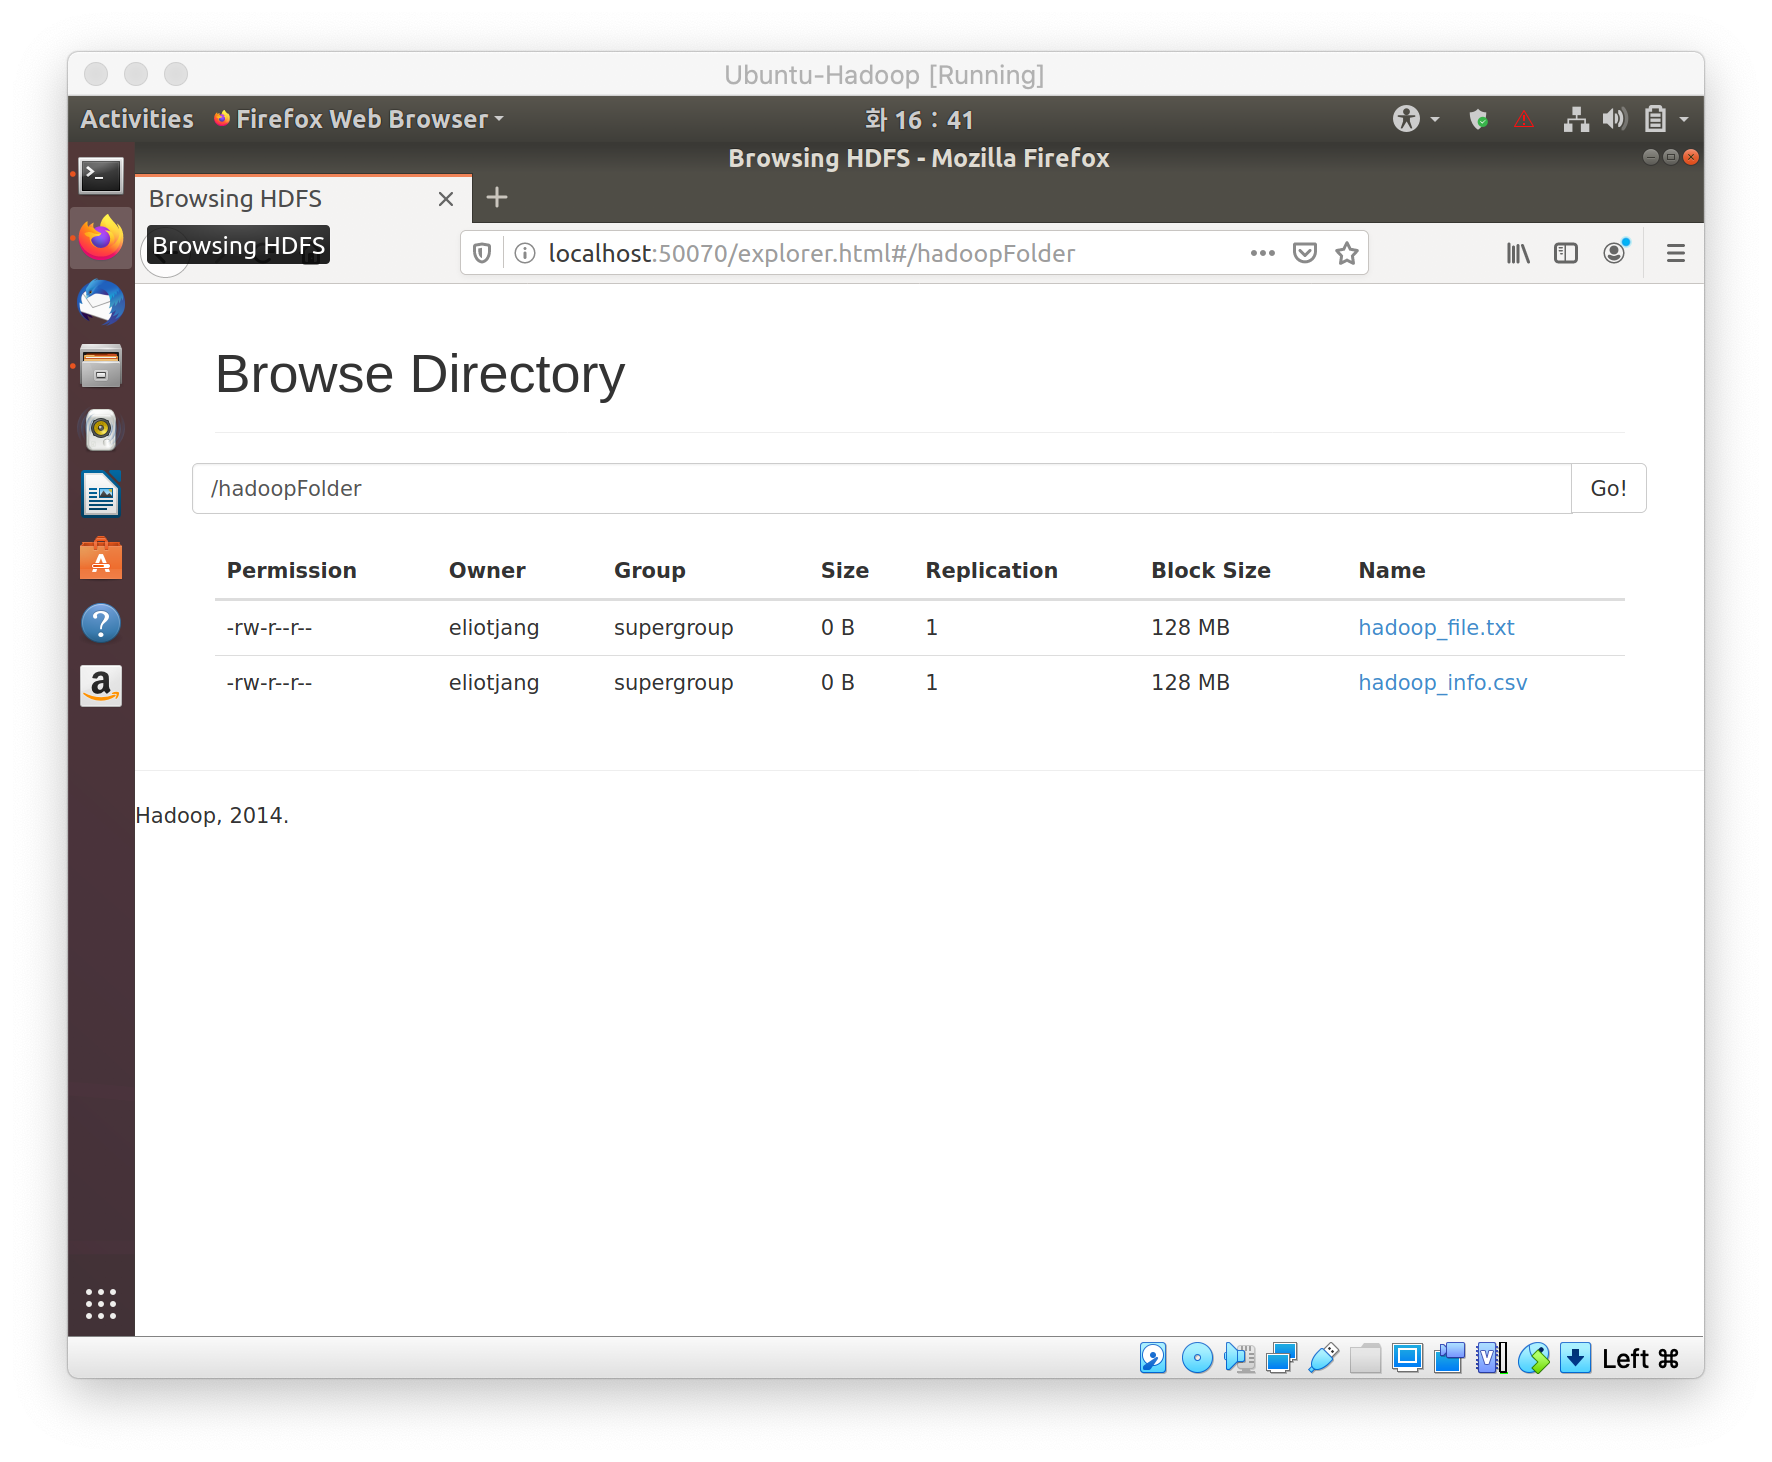 Ubuntu-Hadoop [Running]
Activities Firefox Web Browser 화 16 : 41
Browsing HDFS - Mozilla Firefox
Browsing HDFS
Browsing HDFS
localhost:50070/explorer.html#/hadoopFolder
Browse Directory
/hadoopFolder Go!
Permission Owner Group Size Replication Block Size Name
-rw-r--r-- eliotjang supergroup 0 B 1 128 MB hadoop_file.txt
-rw-r--r-- eliotjang supergroup 0 B 1 128 MB hadoop_info.csv
Hadoop, 2014.
Left ⌘